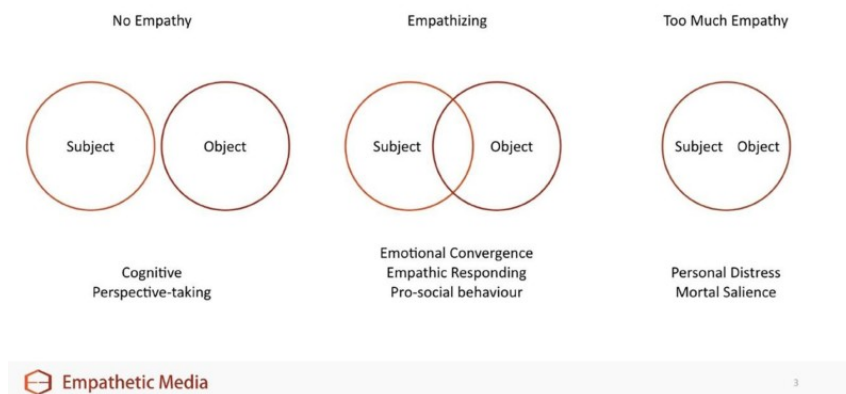 No Empathy
Empathizing
Too Much Empathy
Subject
Object
Subject
Object
Subject Object
Cognitive
Perspective-taking
Emotional Convergence
Empathic Responding
Pro-social behaviour
Personal Distress
Mortal Salience
Empathetic Media
3